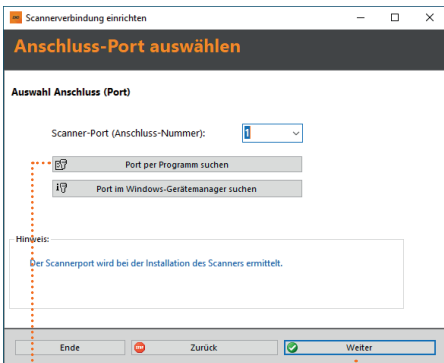 Scannerverbindung einrichten
Anschluss-Port auswählen
Auswahl Anschluss (Port)
Scanner-Port (Anschluss-Nummer): 1
Port per Programm suchen
Port im Windows-Gerätemanager suchen
Hinweis:
Der Scannerport wird bei der Installation des Scanners ermittelt.
Ende Zurück Weiter